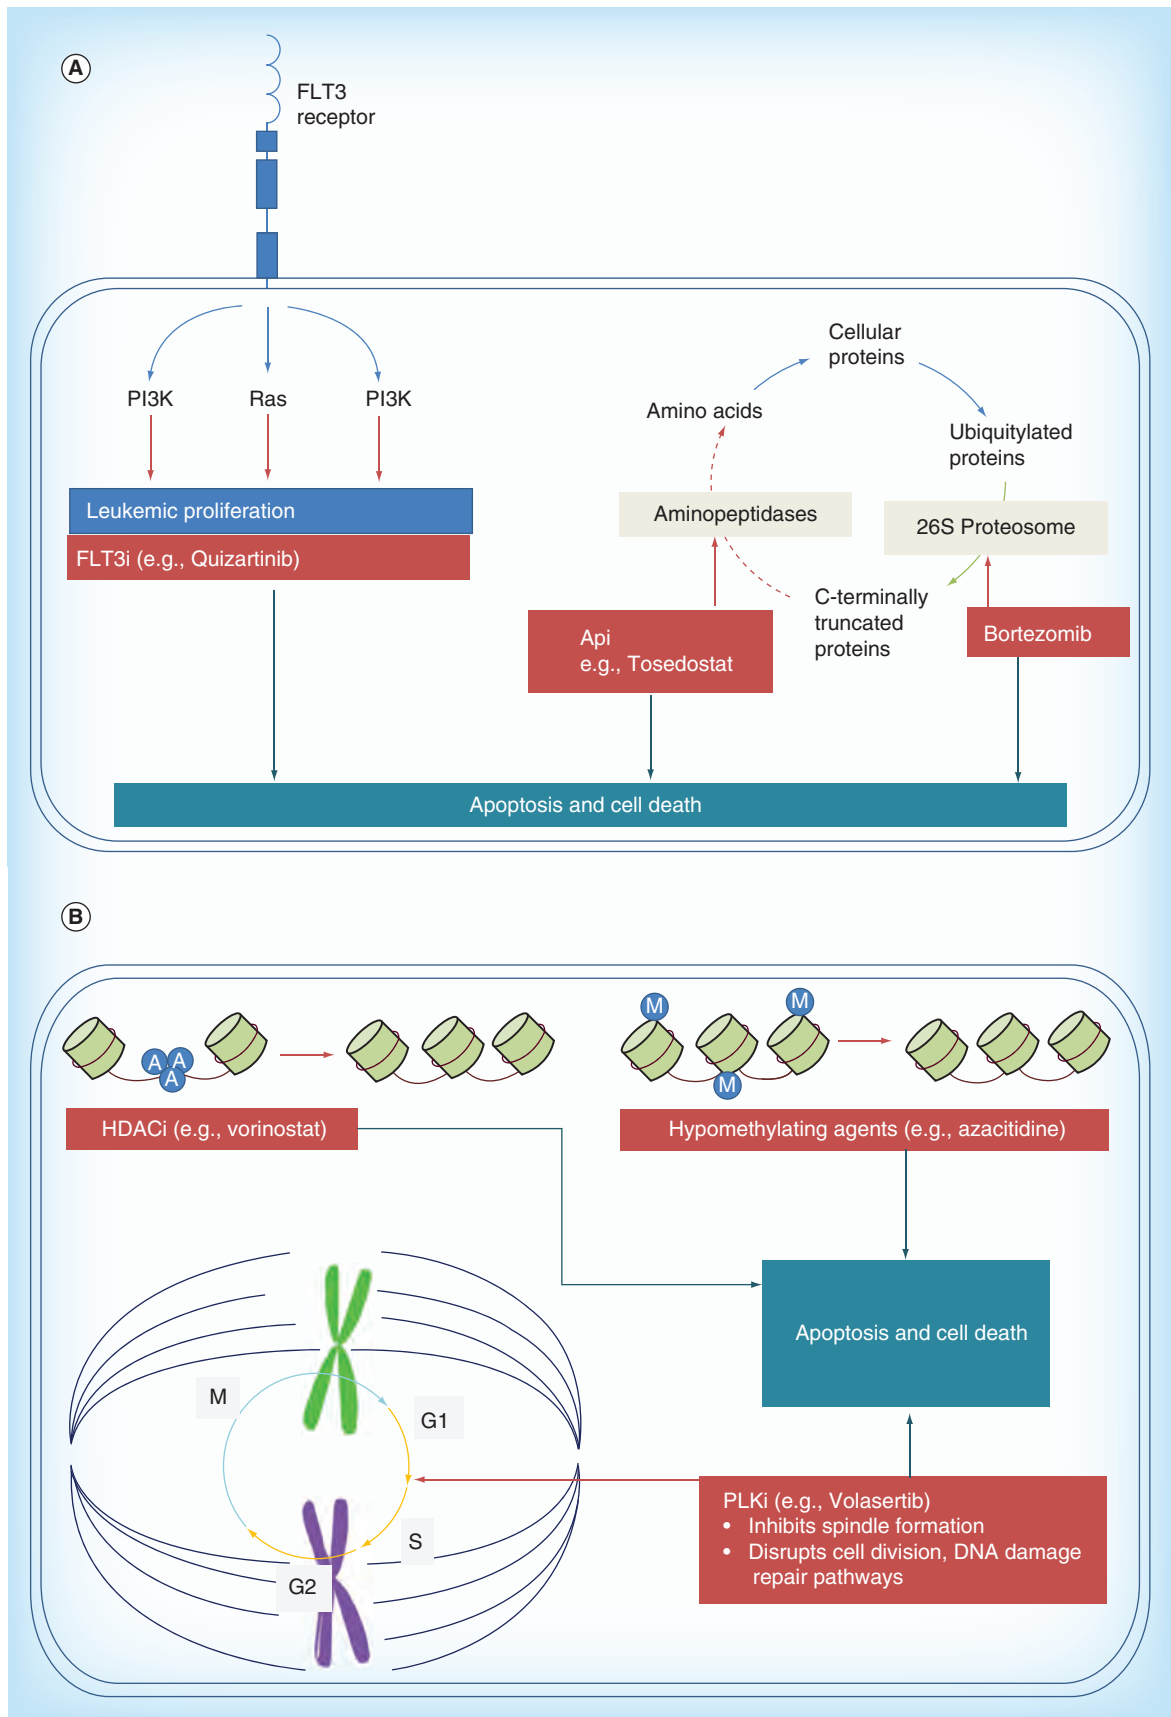 A
FLT3
receptor
PI3K
Ras
PI3K
Leukemic proliferation
FLT3i (e.g., Quizartinib)
Cellular
proteins
Amino acids
Ubiquitylated
proteins
Aminopeptidases
26S Proteosome
C-terminally
truncated
proteins
Api
e.g., Tosedostat
Bortezomib
Apoptosis and cell death
B
A
A
A
M
M
M
HDACi (e.g., vorinostat)
Hypomethylating agents (e.g., azacitidine)
Apoptosis and cell death
M
G1
S
G2
PLKi (e.g., Volasertib)
• Inhibits spindle formation
• Disrupts cell division, DNA damage
repair pathways